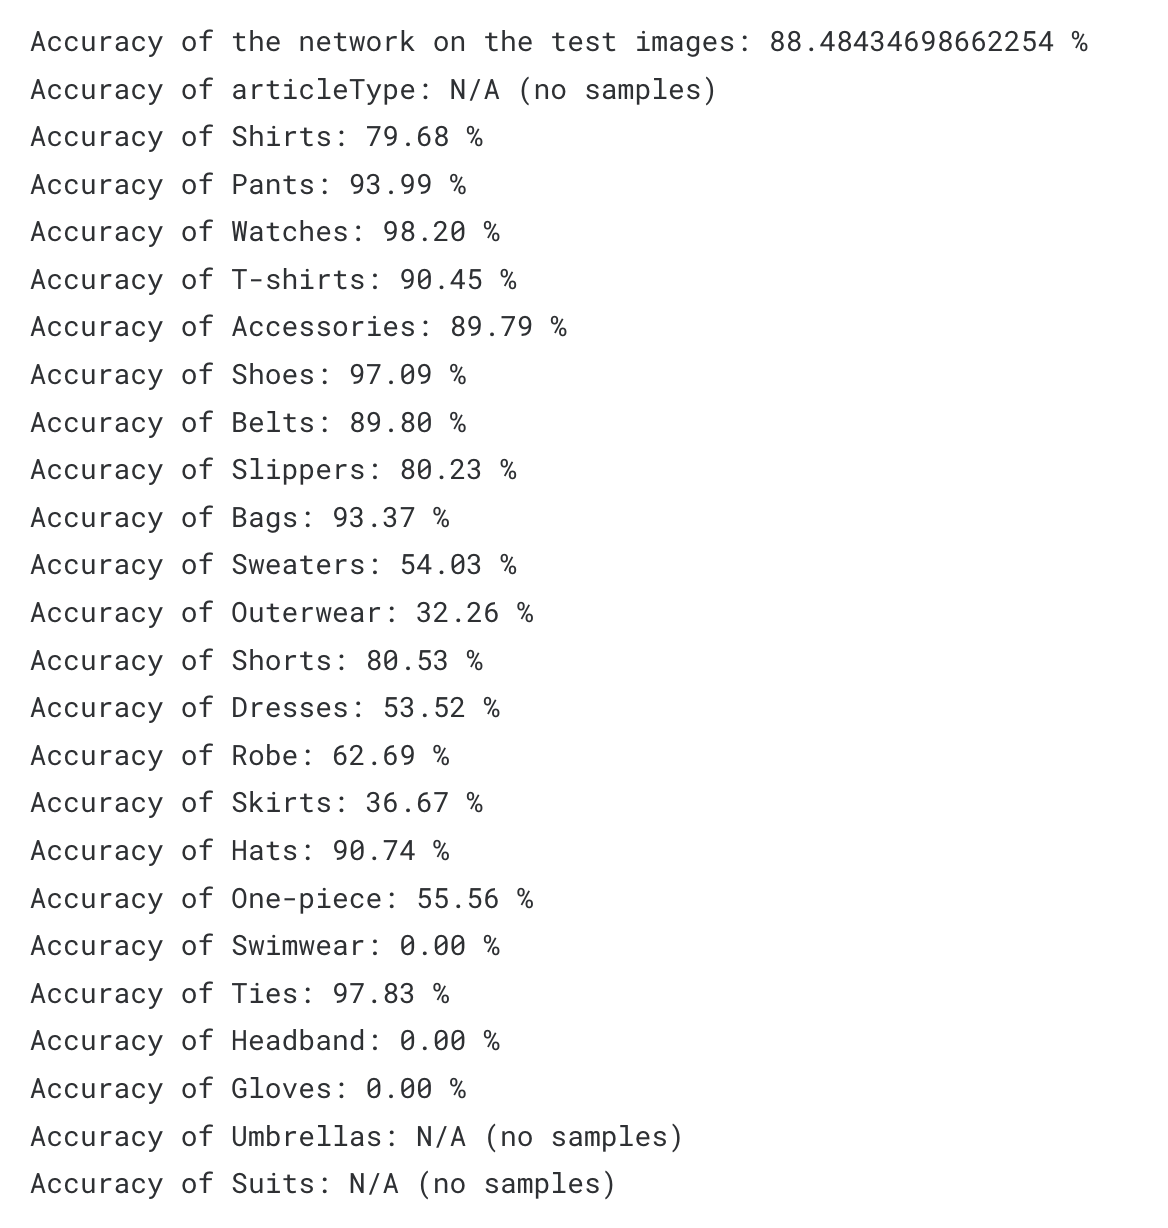 Accuracy of the network on the test images: 88.48434698662254 %
Accuracy of articleType: N/A (no samples)
Accuracy of Shirts: 79.68 %
Accuracy of Pants: 93.99 %
Accuracy of Watches: 98.20 %
Accuracy of T-shirts: 90.45 %
Accuracy of Accessories: 89.79 %
Accuracy of Shoes: 97.09 %
Accuracy of Belts: 89.80 %
Accuracy of Slippers: 80.23 %
Accuracy of Bags: 93.37 %
Accuracy of Sweaters: 54.03 %
Accuracy of Outerwear: 32.26 %
Accuracy of Shorts: 80.53 %
Accuracy of Dresses: 53.52 %
Accuracy of Robe: 62.69 %
Accuracy of Skirts: 36.67 %
Accuracy of Hats: 90.74 %
Accuracy of One-piece: 55.56 %
Accuracy of Swimwear: 0.00 %
Accuracy of Ties: 97.83 %
Accuracy of Headband: 0.00 %
Accuracy of Gloves: 0.00 %
Accuracy of Umbrellas: N/A (no samples)
Accuracy of Suits: N/A (no samples)